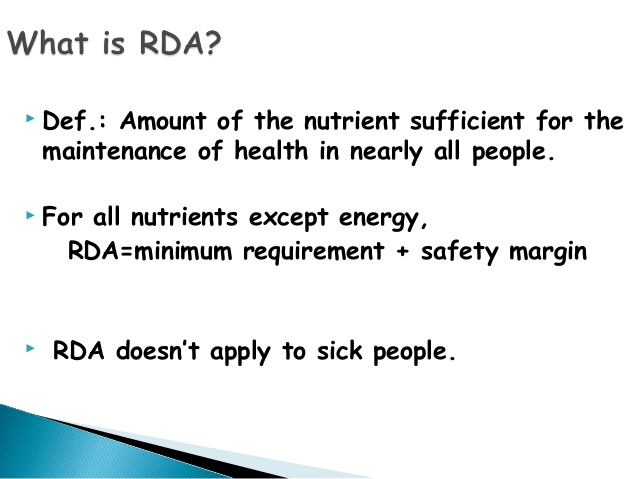 What is RDA?
Def.: Amount of the nutrient sufficient for the
maintenance of health in nearly all people.
For all nutrients except energy,
RDA=minimum requirement + safety margin
RDA doesn’t apply to sick people.